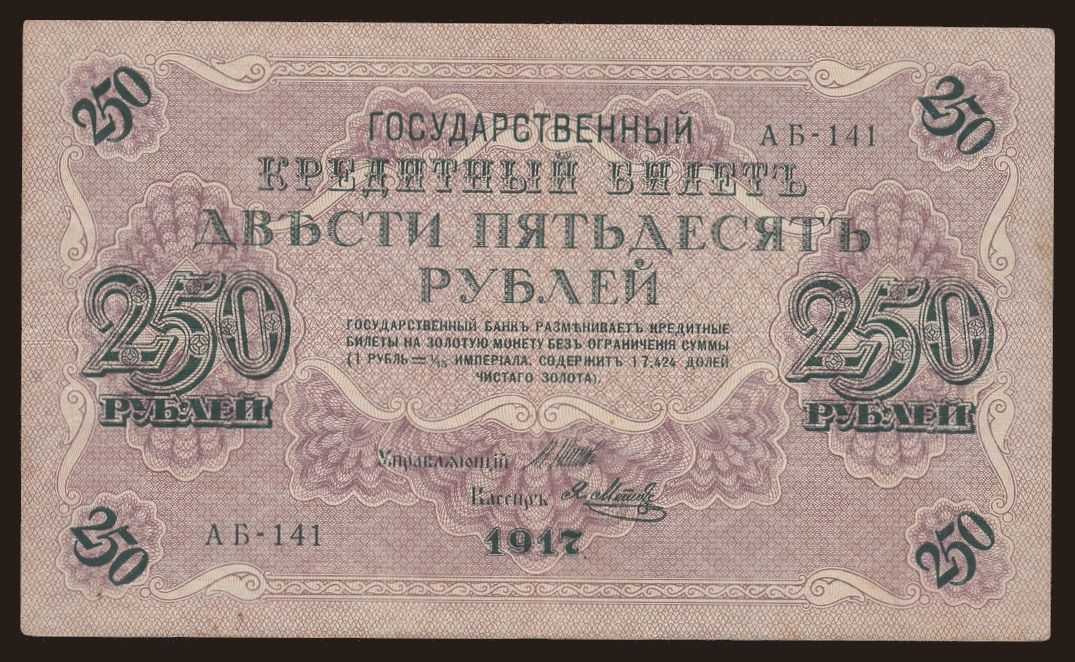 250
250
ГОСУДАРСТВЕННЫЙ
АБ-141
КРЕДИТНЫЙ БИЛЕТЪ
ДВѢСТИ ПЯТЬДЕСЯТЪ
РУБЛЕЙ
250
250
ГОСУДАРСТВЕННЫЙ БАНКЪ РАЗМѢНИВАЕТЪ КРЕДИТНЫЕ
БИЛЕТЫ НА ЗОЛОТУЮ МОНЕТУ БЕЗЪ ОГРАНИЧЕНІЯ СУММЫ
(1 РУБЛЬ = 1/15 ИМПЕРІАЛА, СОДЕРЖИТЪ 17,424 ДОЛЕЙ
ЧИСТАГО ЗОЛОТА).
РУБЛЕЙ
РУБЛЕЙ
Управляющій
Кассиръ
АБ-141
1917
250
250